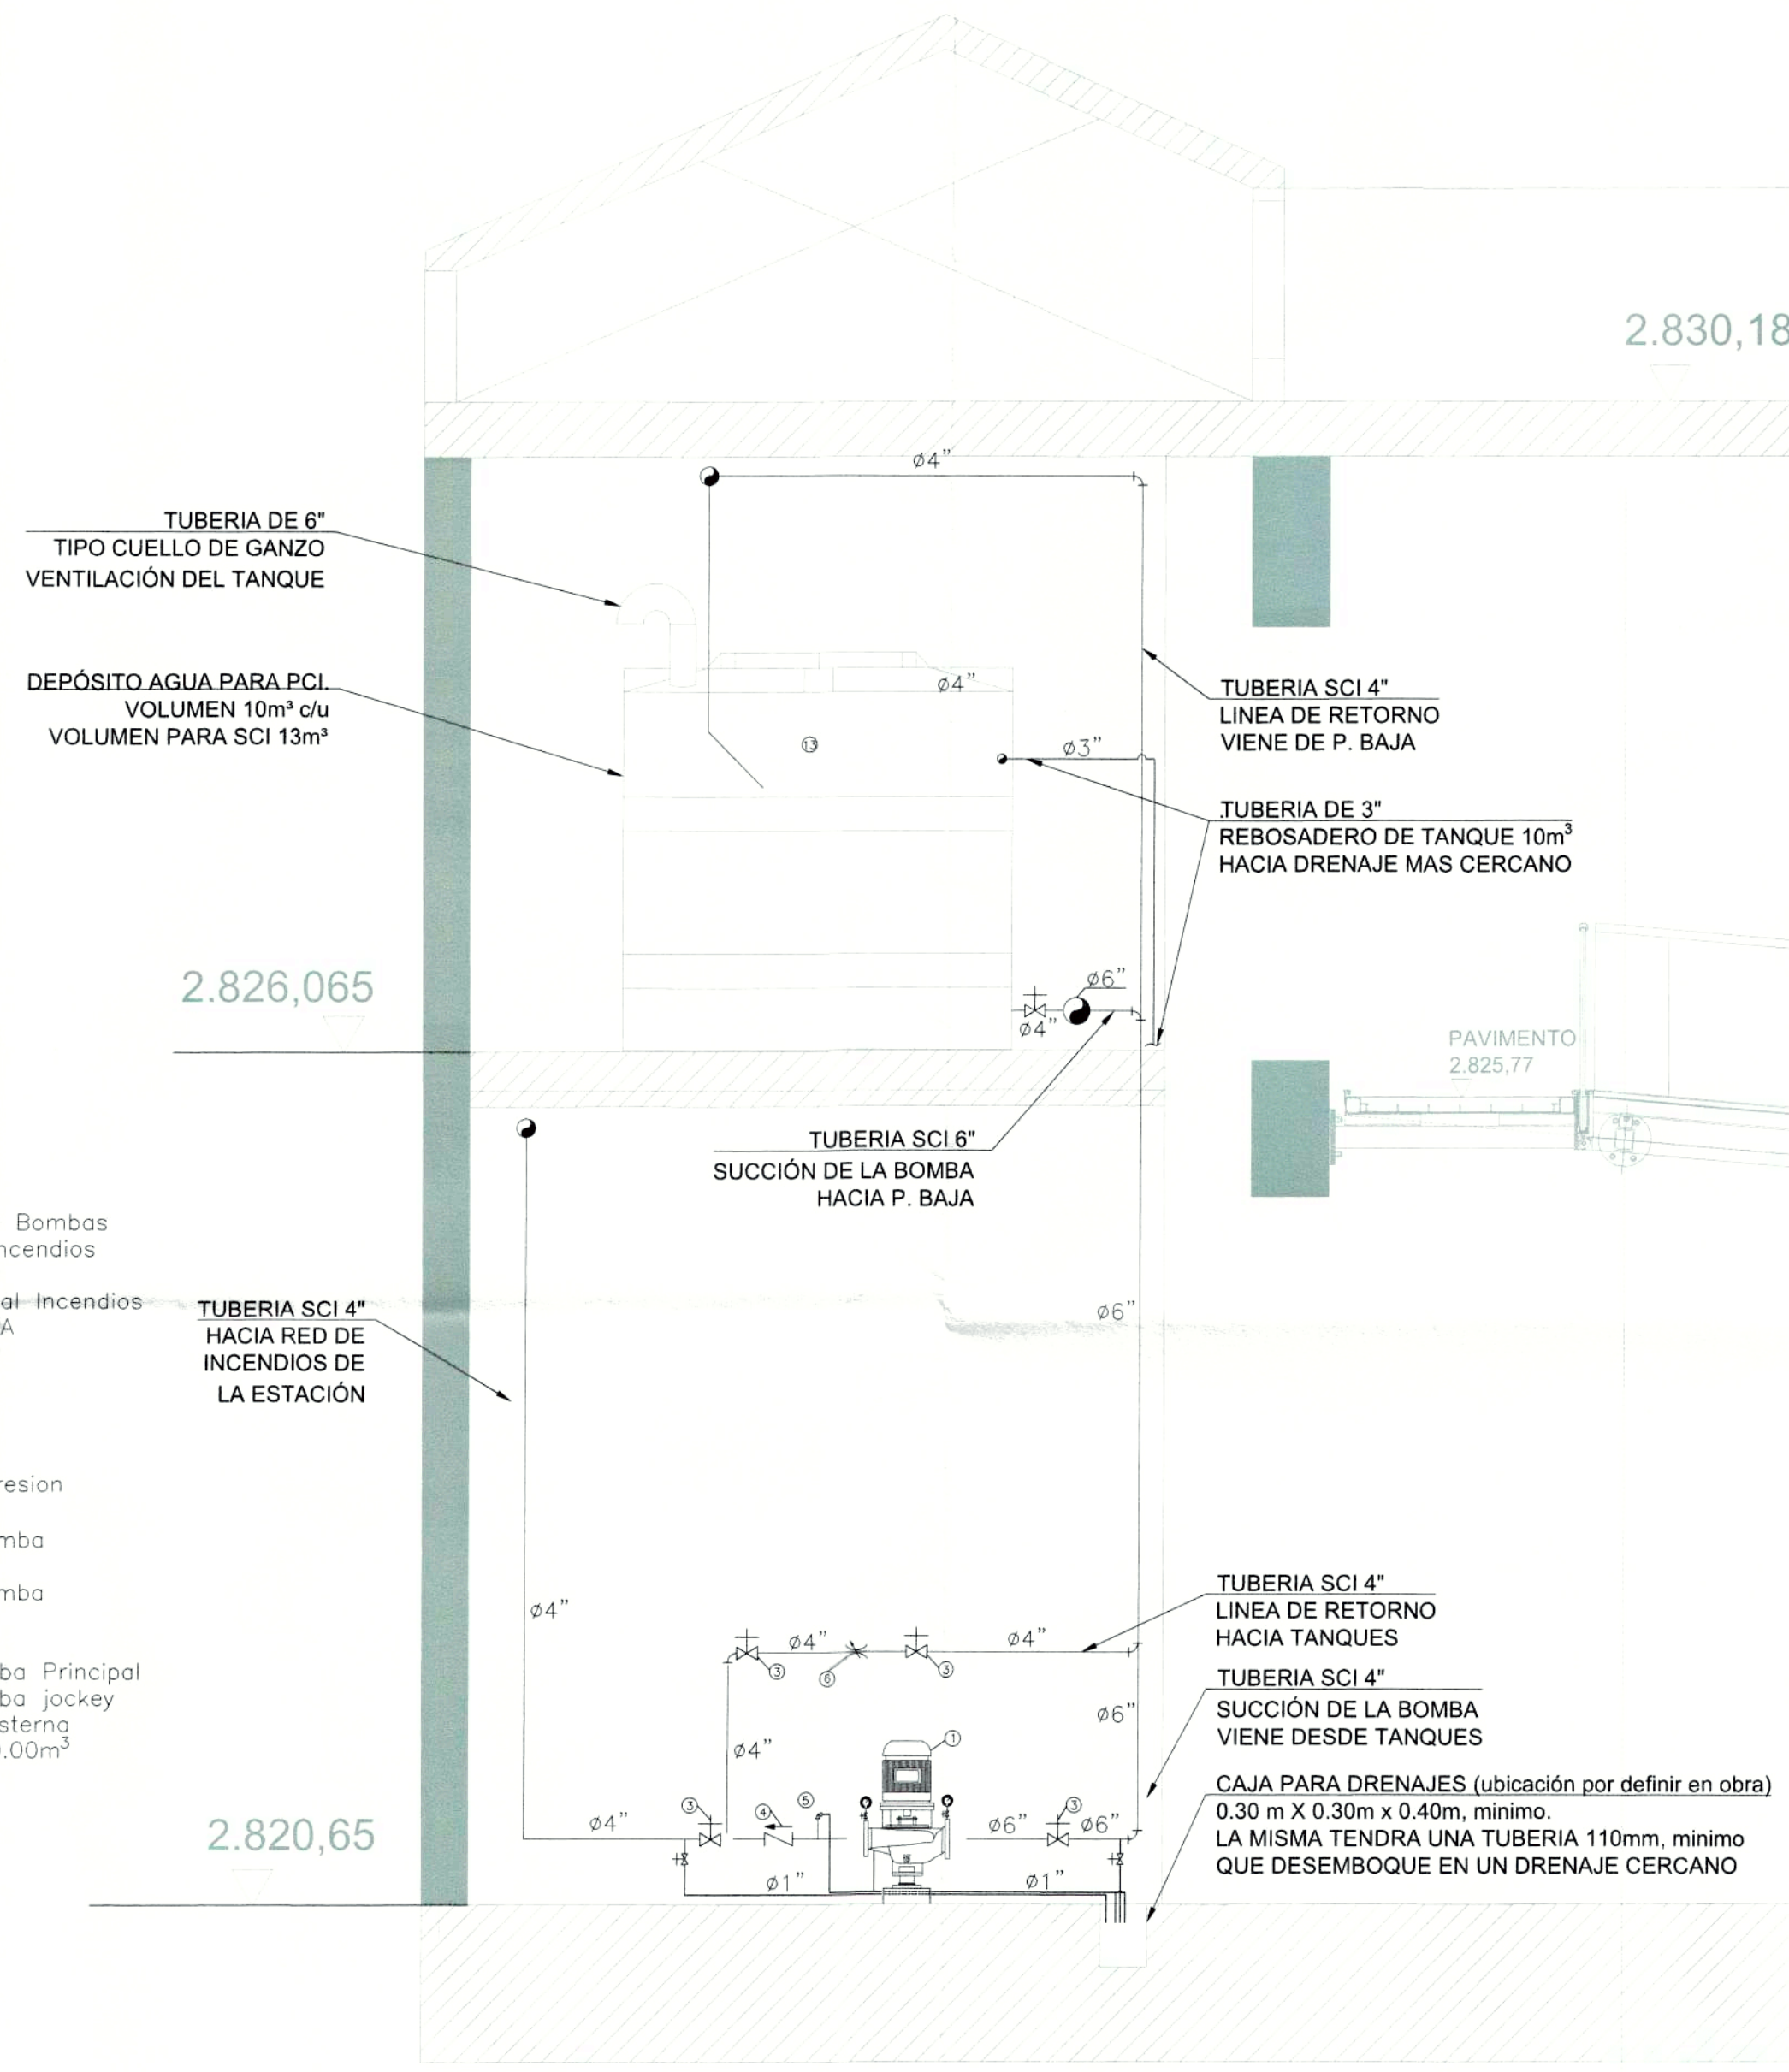 2.830,18
ø4”
TUBERIA DE 6"
TIPO CUELLO DE GANZO
VENTILACIÓN DEL TANQUE
DEPÓSITO AGUA PARA PCI.
VOLUMEN 10m³ c/u
VOLUMEN PARA SCI 13m³
ø4”
13
ø3”
TUBERIA SCI 4"
LINEA DE RETORNO
VIENE DE P. BAJA
.TUBERIA DE 3"
REBOSADERO DE TANQUE 10m³
HACIA DRENAJE MAS CERCANO
2.826,065
ø6”
ø4”
PAVIMENTO
2.825,77
TUBERIA SCI 6"
SUCCIÓN DE LA BOMBA
HACIA P. BAJA
Bombas
ncendios
al Incendios
A
TUBERIA SCI 4"
HACIA RED DE
INCENDIOS DE
LA ESTACIÓN
ø6”
resion
mba
mba
ba Principal
ba jockey
sterna
.00m³
ø4”
ø4”
ø4”
3
6
3
TUBERIA SCI 4"
LINEA DE RETORNO
HACIA TANQUES
TUBERIA SCI 4"
SUCCIÓN DE LA BOMBA
VIENE DESDE TANQUES
ø6”
ø4”
1
3
4
5
3
ø4”
ø6”
ø6”
ø1”
ø1”
CAJA PARA DRENAJES (ubicación por definir en obra)
0.30 m X 0.30m x 0.40m, minimo.
LA MISMA TENDRA UNA TUBERIA 110mm, minimo
QUE DESEMBOQUE EN UN DRENAJE CERCANO
2.820,65